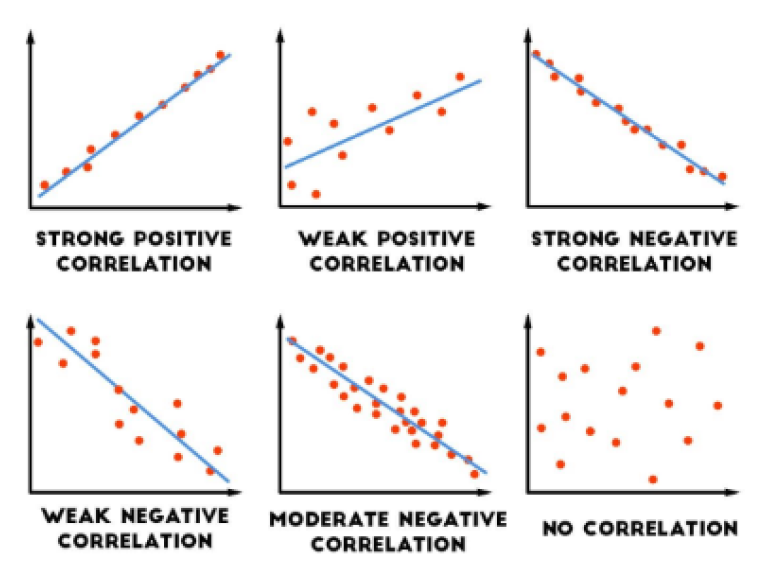 STRONG POSITIVE
CORRELATION
WEAK POSITIVE
CORRELATION
STRONG NEGATIVE
CORRELATION
WEAK NEGATIVE
CORRELATION
MODERATE NEGATIVE
CORRELATION
NO CORRELATION